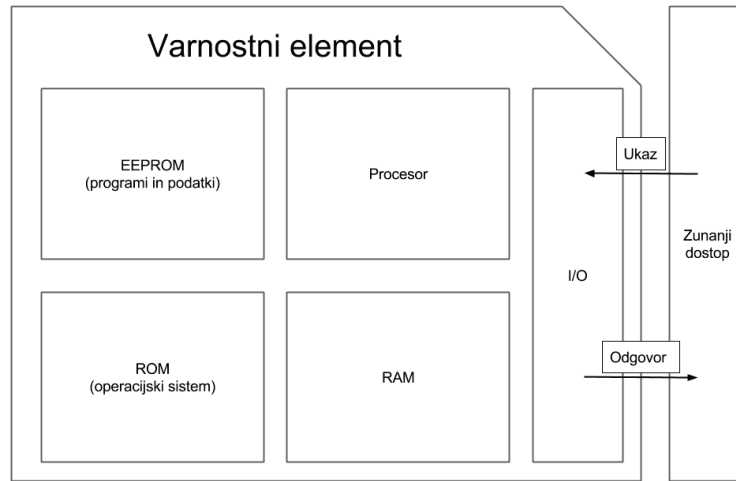 Varnostni element
EEPROM
(programi in podatki)
Procesor
ROM
(operacijski sistem)
RAM
I/O
Ukaz
Odgovor
Zunanji
dostop